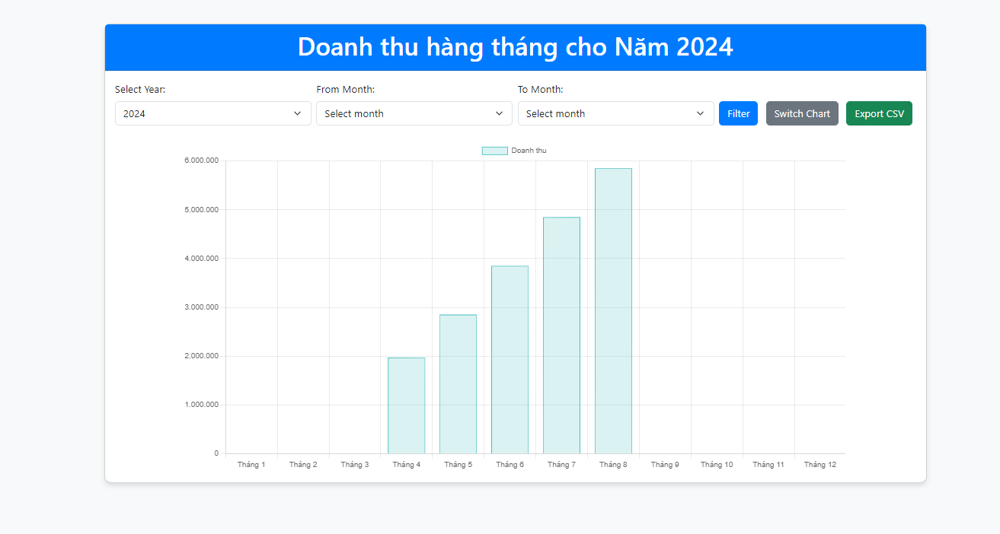 Doanh thu hàng tháng cho Năm 2024
Select Year:
From Month:
To Month:
2024
Select month
Select month
Filter
Switch Chart
Export CSV
Doanh thu
6.000.000
5.000.000
4.000.000
3.000.000
2.000.000
1.000.000
0
Tháng 1
Tháng 2
Tháng 3
Tháng 4
Tháng 5
Tháng 6
Tháng 7
Tháng 8
Tháng 9
Tháng 10
Tháng 11
Tháng 12